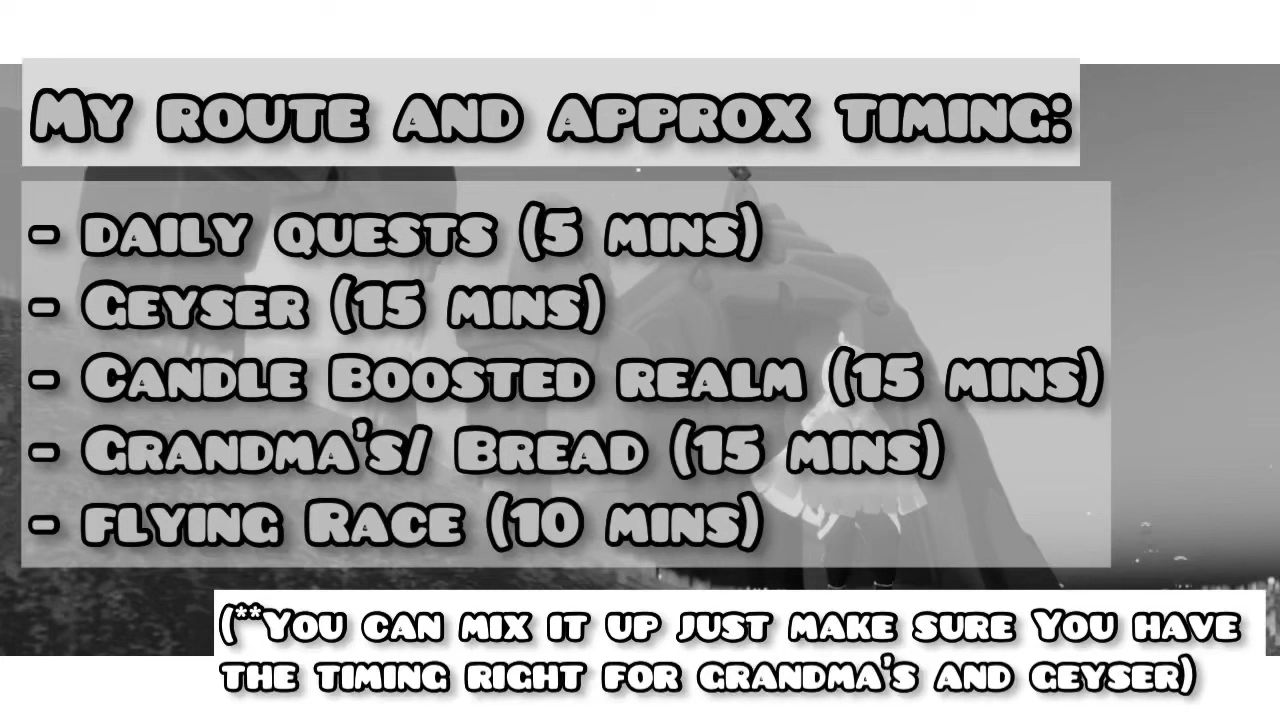 My route and approx timing:
- daily quests (5 mins)
- Geyser (15 mins)
- Candle Boosted realm (15 mins)
- Grandma's/ Bread (15 mins)
- flying Race (10 mins)
(**You can mix it up just make sure You have
the timing right for grandma's and geyser)